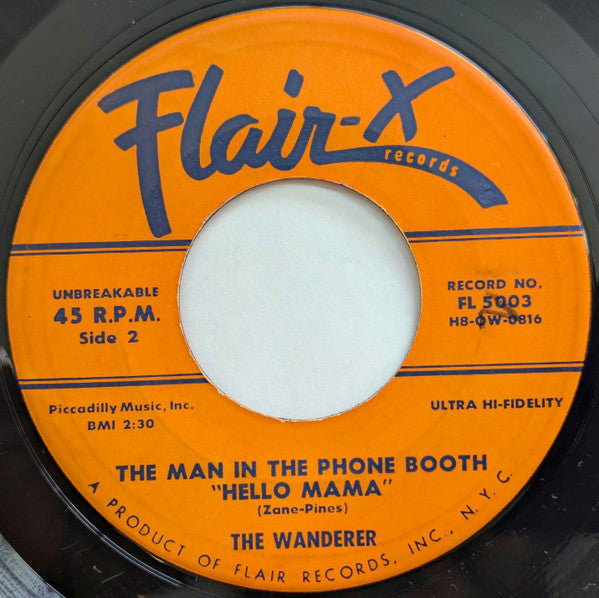 Flair-X
records
UNBREAKABLE
45 R.P.M.
Side 2
RECORD NO.
FL 5003
H8-OW-0816
Piccadilly Music, Inc.
BMI 2:30
ULTRA HI-FIDELITY
THE MAN IN THE PHONE BOOTH
"HELLO MAMA"
(Zane-Pines)
THE WANDERER
A PRODUCT OF FLAIR RECORDS, INC., N.Y.C.